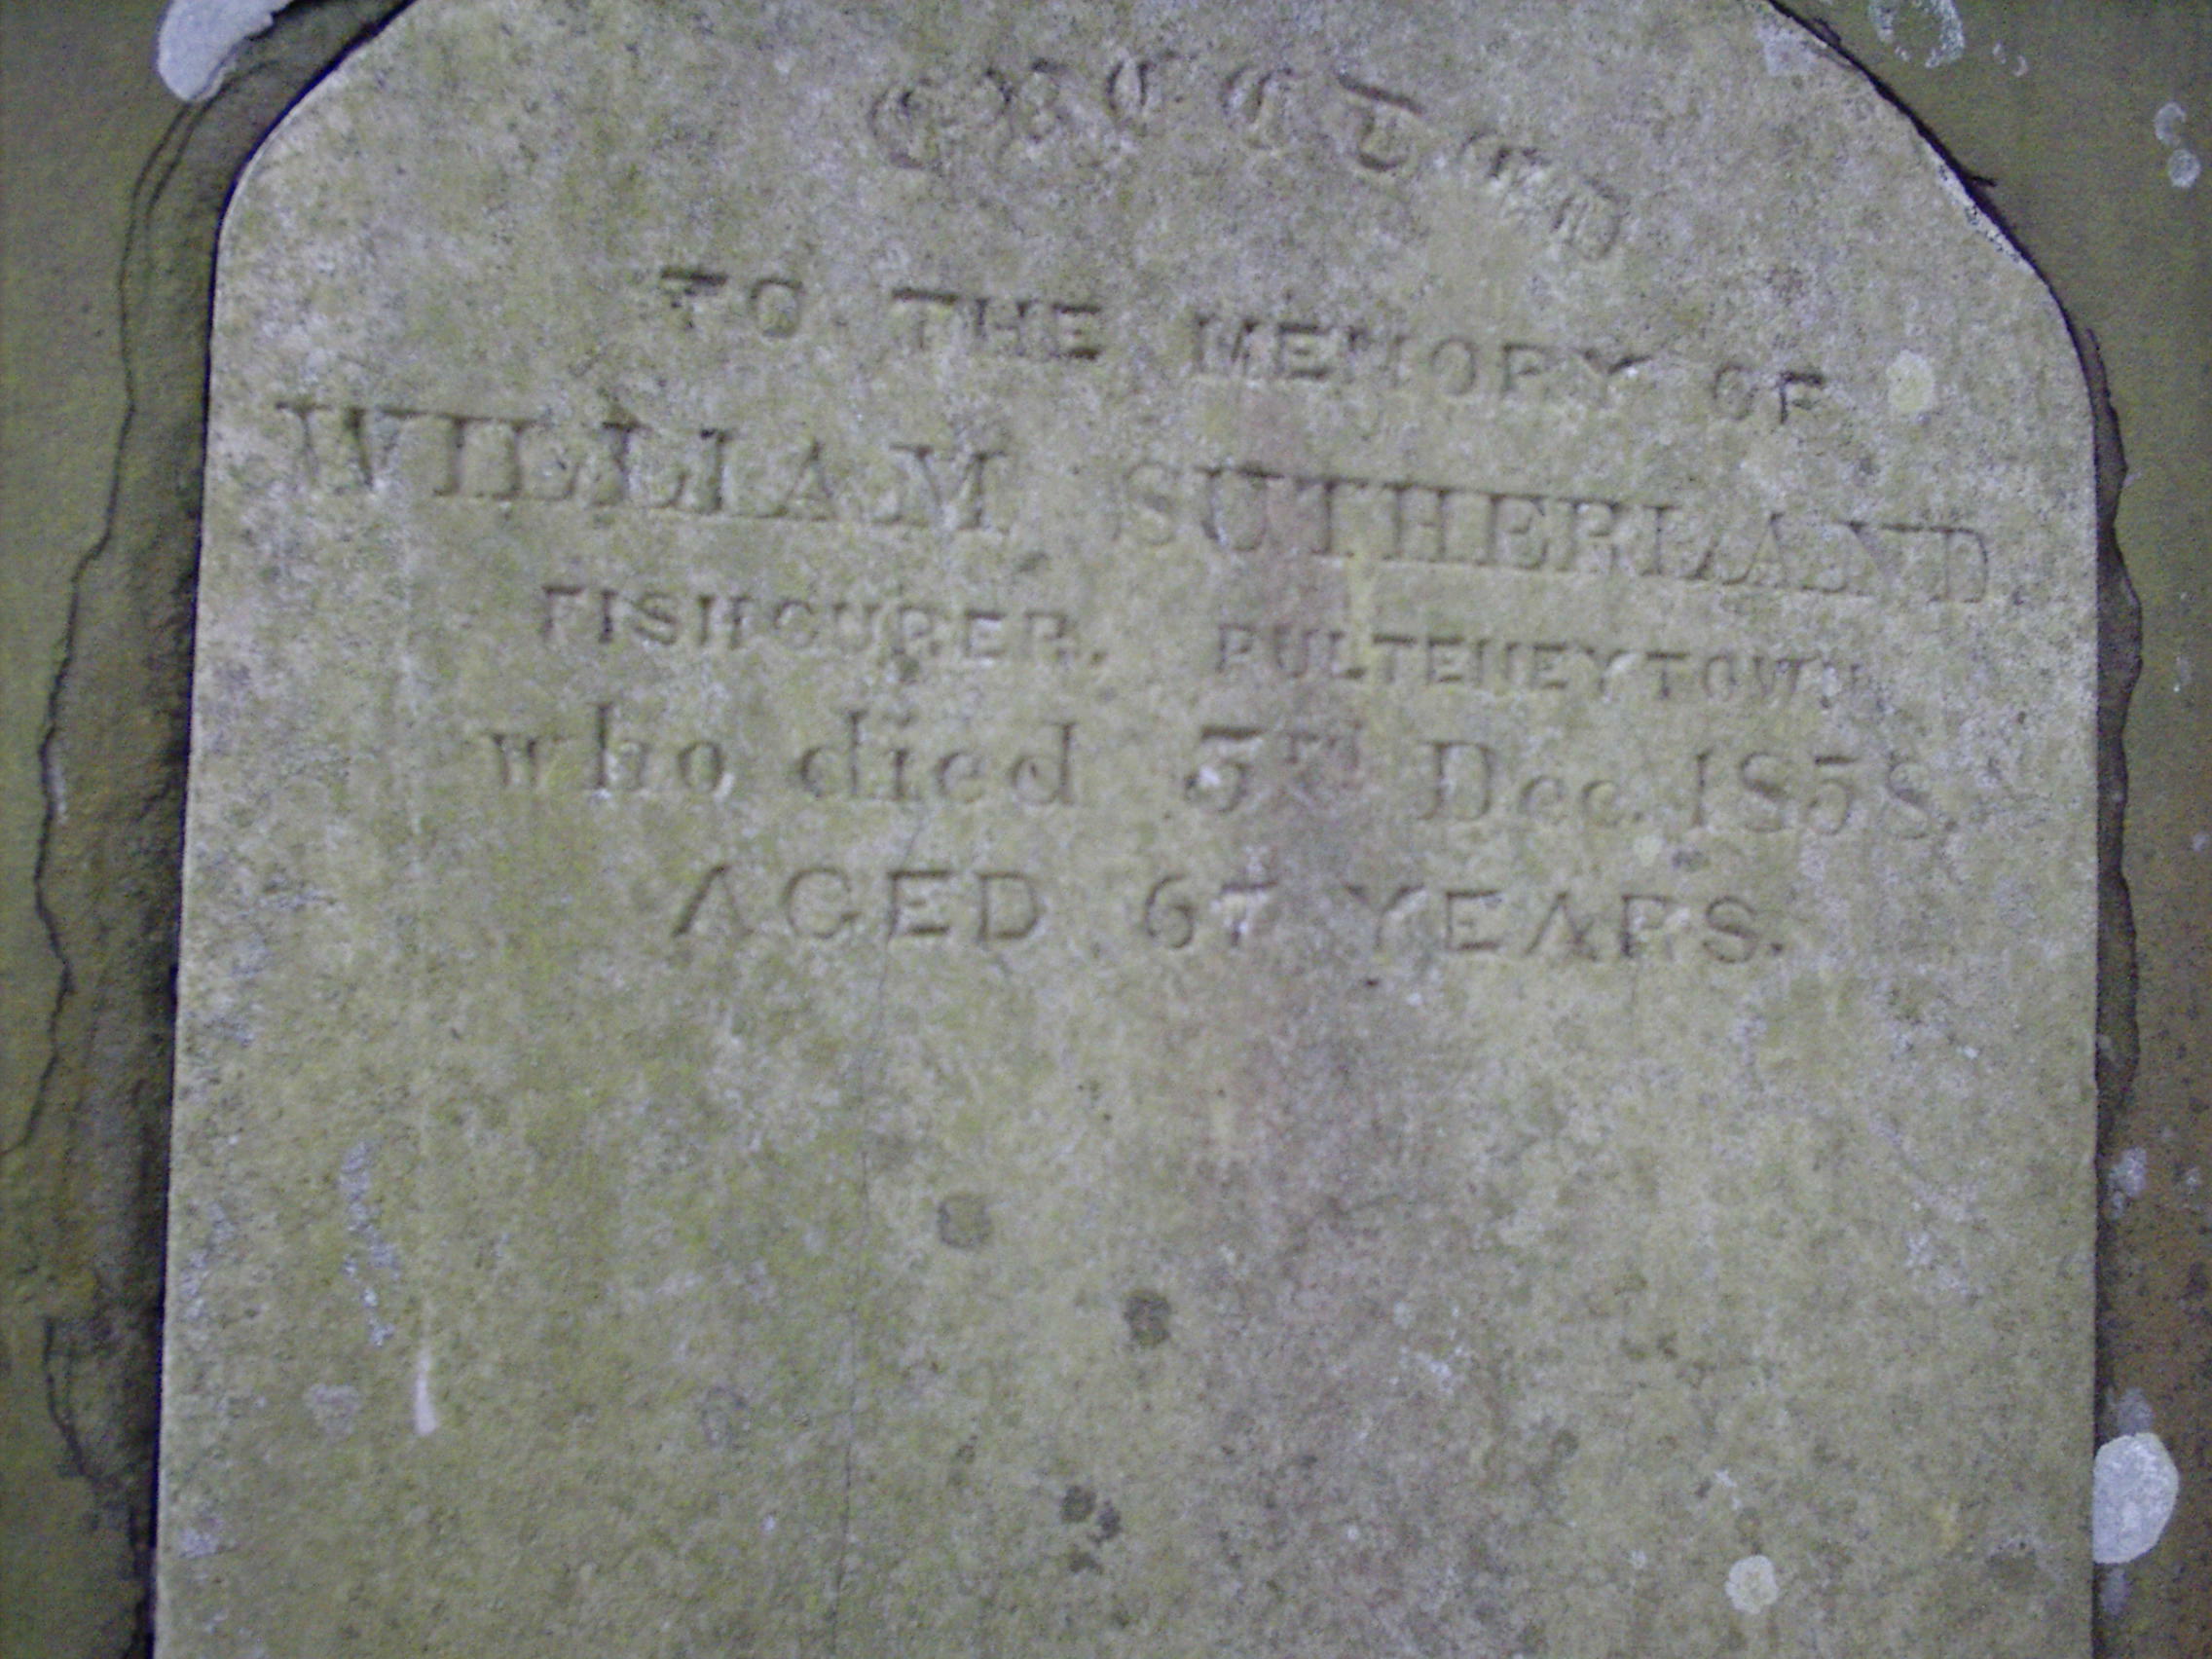 ERECTED
TO THE MEMORY OF
WILLIAM SUTHERLAND
FISHCURER, PULTENEYTOWN
who died 3rd Dec. 1858.
AGED 67 YEARS.